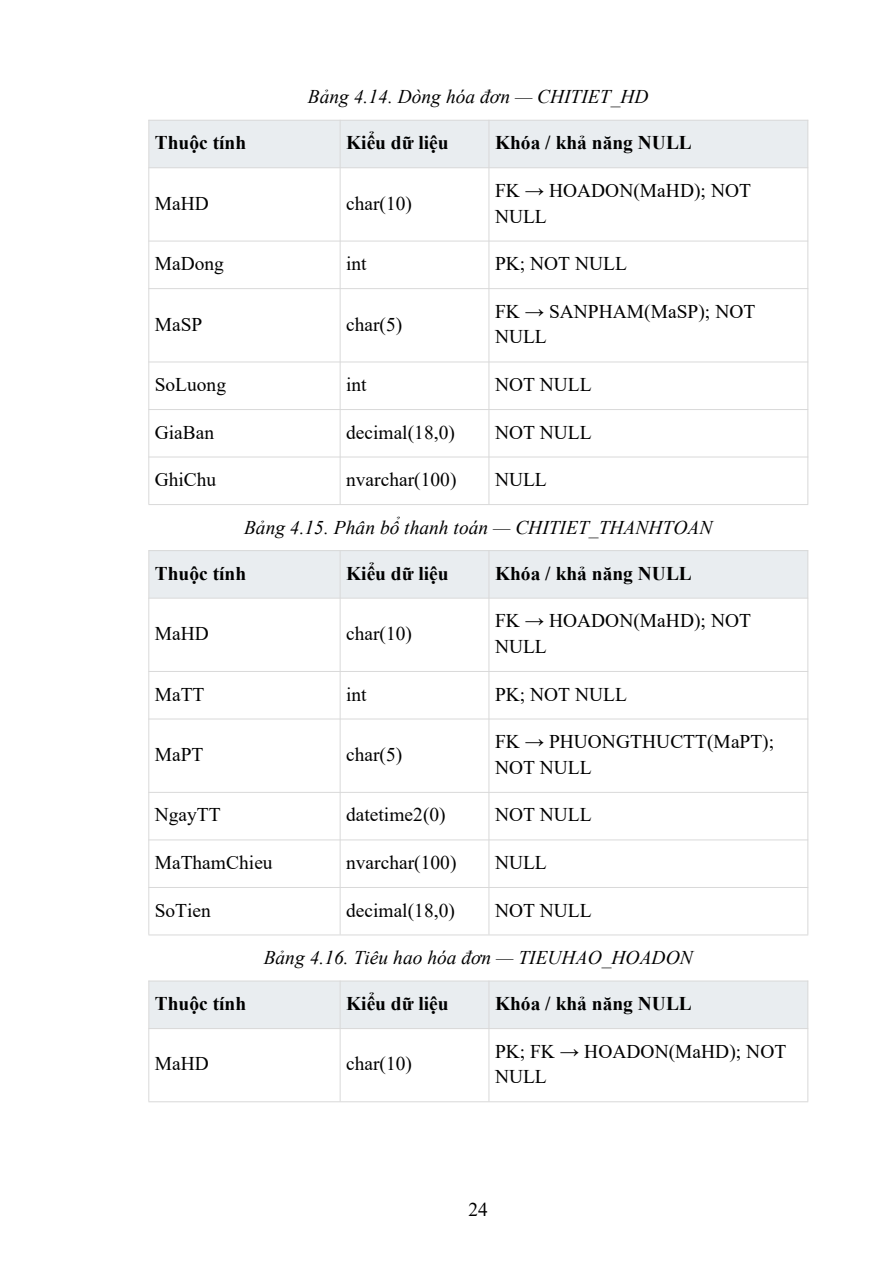 Bảng 4.14. Dòng hóa đơn — CHITIET_HD
Thuộc tính Kiểu dữ liệu Khóa / khả năng NULL
MaHD char(10) FK → HOADON(MaHD); NOT
NULL
MaDong int PK; NOT NULL
MaSP char(5) FK → SANPHAM(MaSP); NOT
NULL
SoLuong int NOT NULL
GiaBan decimal(18,0) NOT NULL
GhiChu nvarchar(100) NULL
Bảng 4.15. Phân bổ thanh toán — CHITIET_THANHTOAN
Thuộc tính Kiểu dữ liệu Khóa / khả năng NULL
MaHD char(10) FK → HOADON(MaHD); NOT
NULL
MaTT int PK; NOT NULL
MaPT char(5) FK → PHUONGTHUCTT(MaPT);
NOT NULL
NgayTT datetime2(0) NOT NULL
MaThamChieu nvarchar(100) NULL
SoTien decimal(18,0) NOT NULL
Bảng 4.16. Tiêu hao hóa đơn — TIEUHAO_HOADON
Thuộc tính Kiểu dữ liệu Khóa / khả năng NULL
MaHD char(10) PK; FK → HOADON(MaHD); NOT
NULL
24